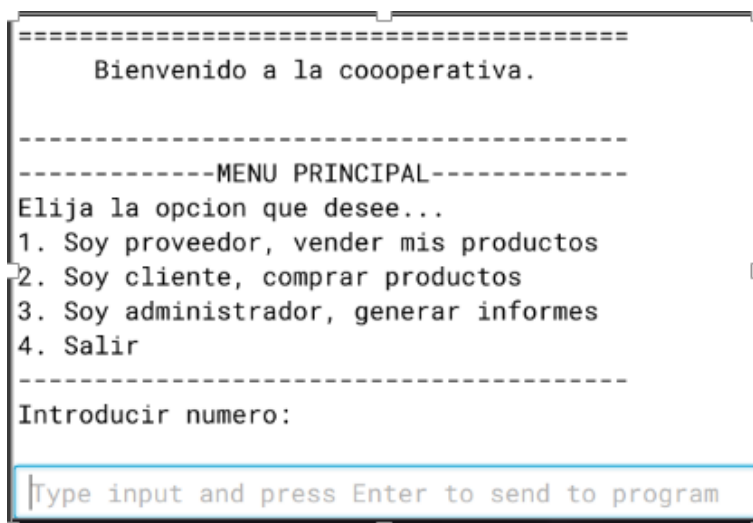 ========================================
Bienvenido a la coooperativa.
----------------------------------------
-------------MENU PRINCIPAL-------------
Elija la opcion que desee...
1. Soy proveedor, vender mis productos
2. Soy cliente, comprar productos
3. Soy administrador, generar informes
4. Salir
----------------------------------------
Introducir numero:
Type input and press Enter to send to program